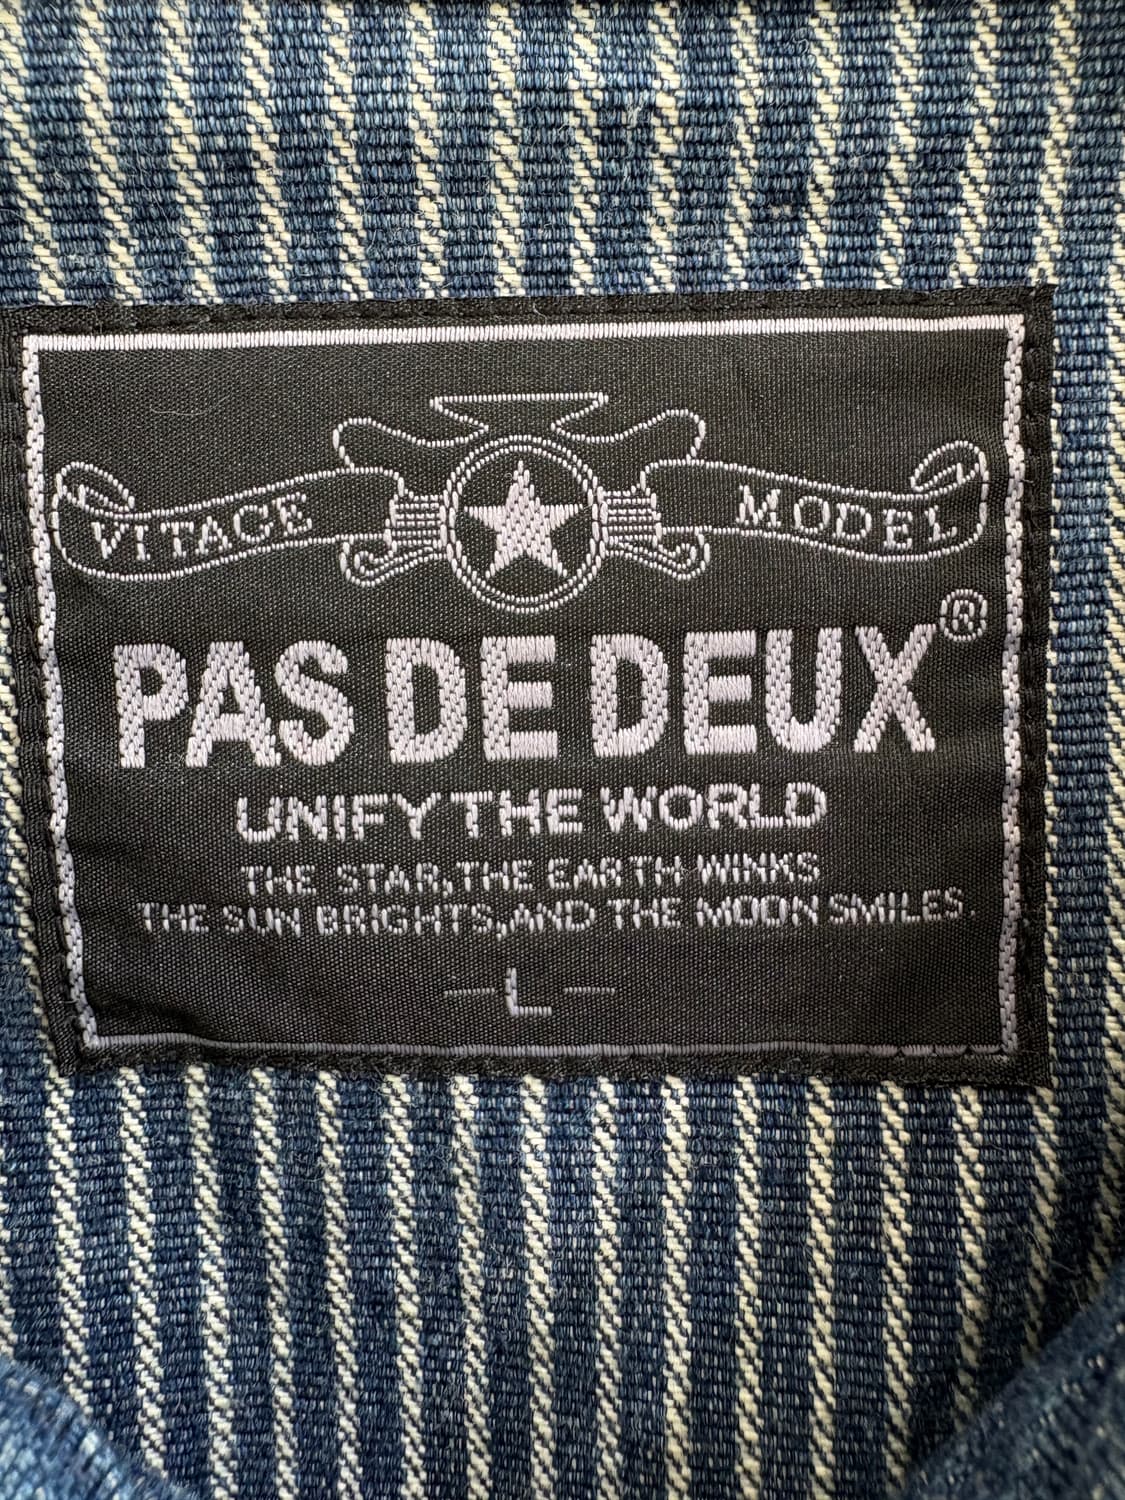 VITAGE MODEL
PAS DE DEUX®
UNIFY THE WORLD
THE STAR,THE EARTH WINKS
THE SUN BRIGHTS,AND THE MOON SMILES.
—L—